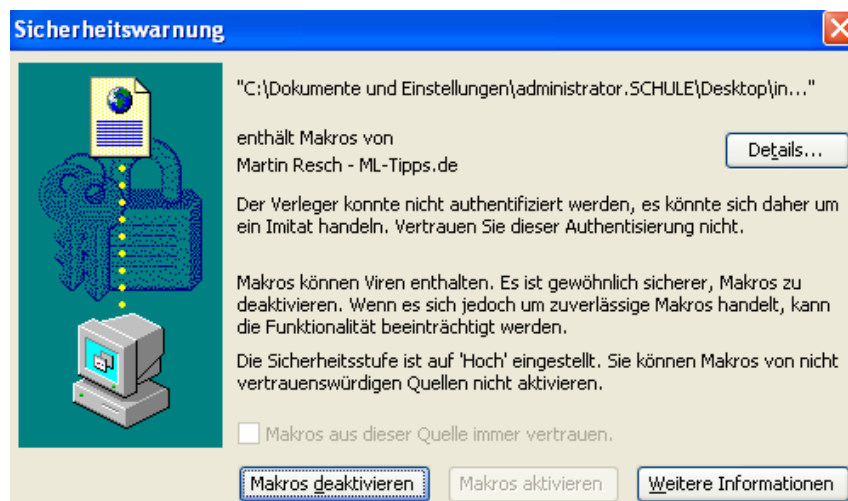 Sicherheitswarnung
"C:\Dokumente und Einstellungen\administrator.SCHULE\Desktop\in..."
enthält Makros von
Martin Resch - ML-Tipps.de
Details...
Der Verleger konnte nicht authentifiziert werden, es könnte sich daher um
ein Imitat handeln. Vertrauen Sie dieser Authentisierung nicht.
Makros können Viren enthalten. Es ist gewöhnlich sicherer, Makros zu
deaktivieren. Wenn es sich jedoch um zuverlässige Makros handelt, kann
die Funktionalität beeinträchtigt werden.
Die Sicherheitsstufe ist auf 'Hoch' eingestellt. Sie können Makros von nicht
vertrauenswürdigen Quellen nicht aktivieren.
Makros aus dieser Quelle immer vertrauen.
Makros deaktivieren
Makros aktivieren
Weitere Informationen